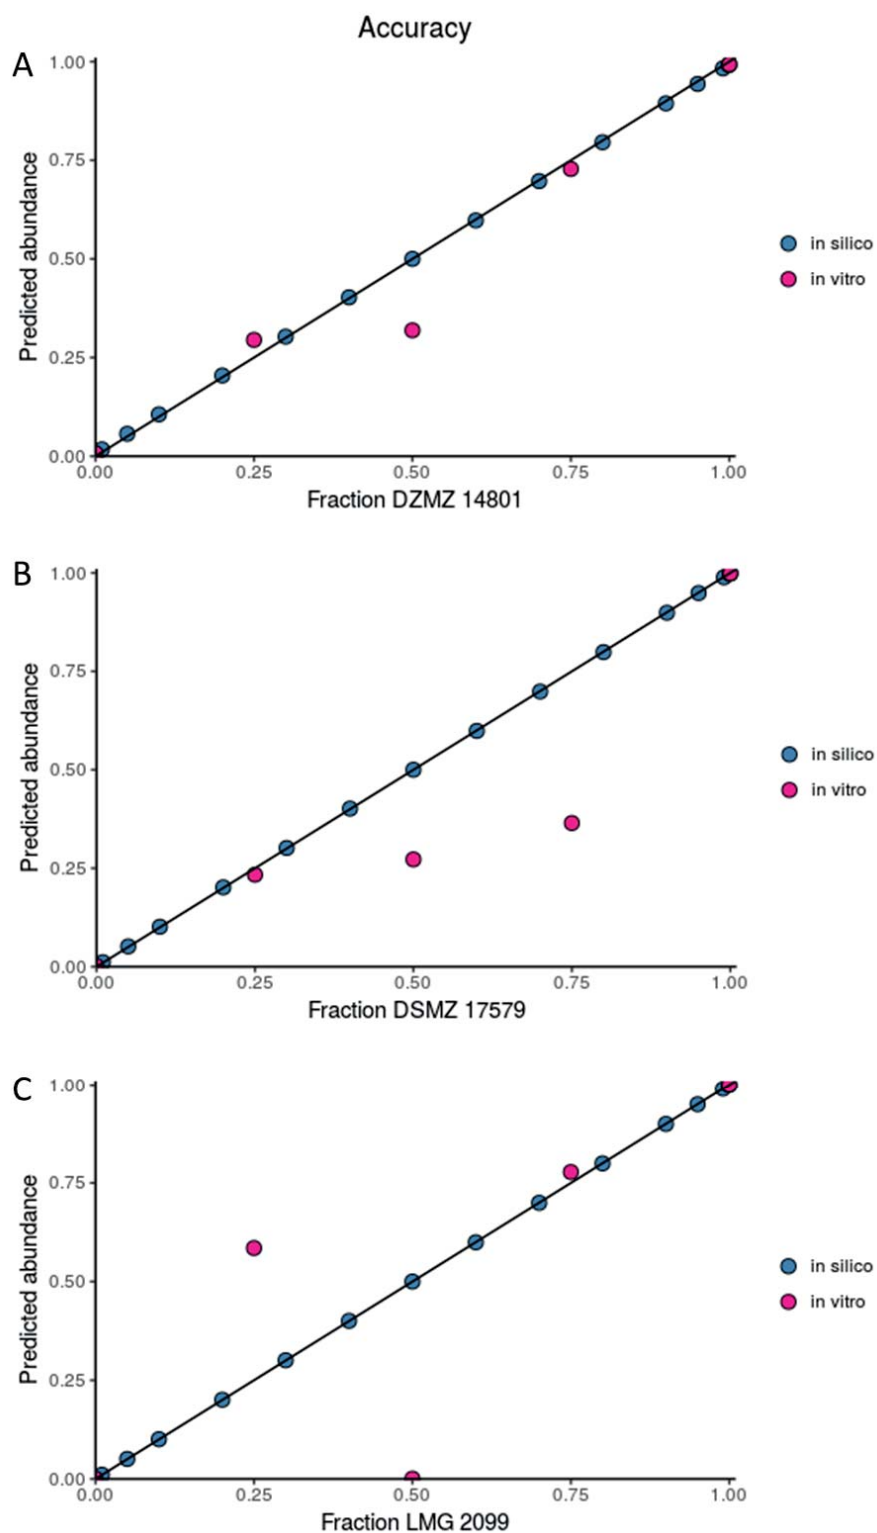 Accuracy
A
1.00
0.75
0.50
0.25
0.00
Predicted abundance
0.00 0.25 0.50 0.75 1.00
Fraction DZMZ 14801
in silico
in vitro
B
1.00
0.75
0.50
0.25
0.00
Predicted abundance
0.00 0.25 0.50 0.75 1.00
Fraction DSMZ 17579
in silico
in vitro
C
1.00
0.75
0.50
0.25
0.00
Predicted abundance
0.00 0.25 0.50 0.75 1.00
Fraction LMG 2099
in silico
in vitro